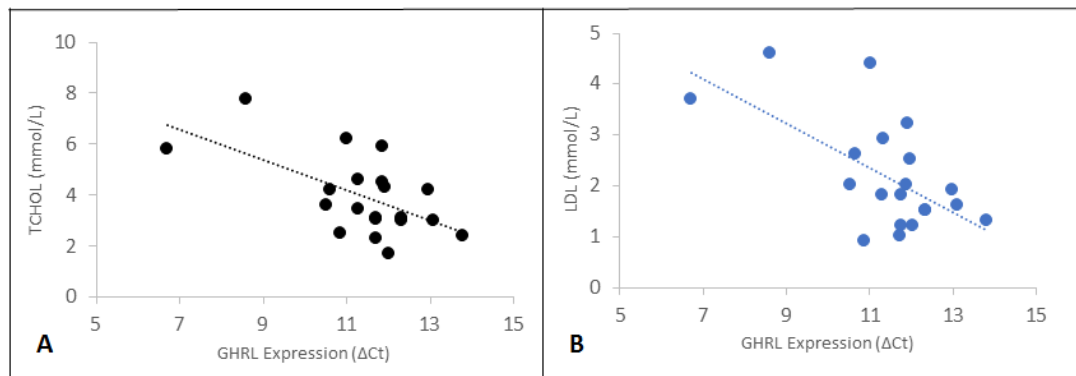 10
8
6
4
2
0
TCHOL (mmol/L)
5 7 9 11 13 15
GHRL Expression (ΔCt)
A
5
4
3
2
1
0
LDL (mmol/L)
5 7 9 11 13 15
GHRL Expression (ΔCt)
B